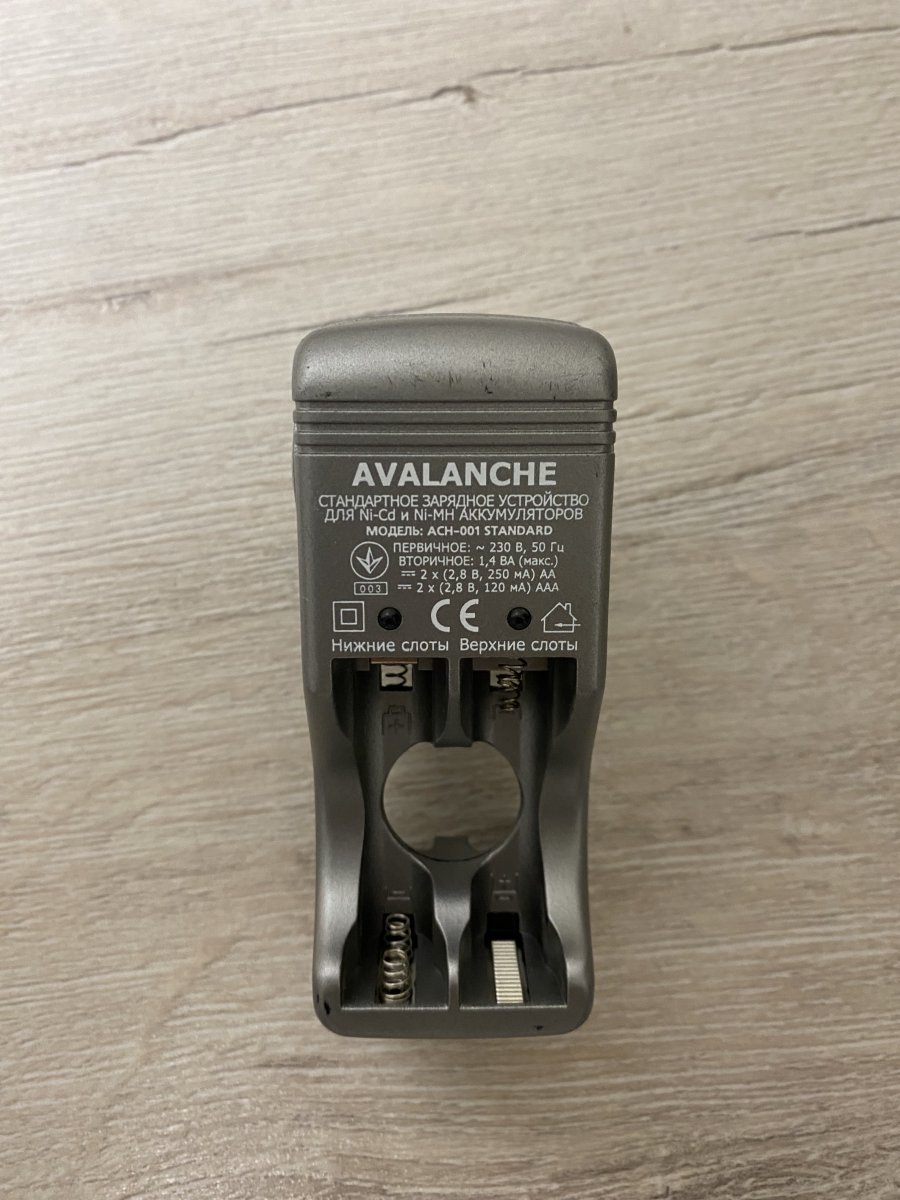 AVALANCHE
СТАНДАРТНОЕ ЗАРЯДНОЕ УСТРОЙСТВО
ДЛЯ Ni-Cd и Ni-MH АККУМУЛЯТОРОВ
МОДЕЛЬ: ACH-001 STANDARD
ПЕРВИЧНОЕ: ~ 230 В, 50 Гц
ВТОРИЧНОЕ: 1,4 ВА (макс.)
2 x (2,8 В, 250 мА) AA
003
2 x (2,8 В, 120 мА) AAA
CE
Нижние слоты Верхние слоты